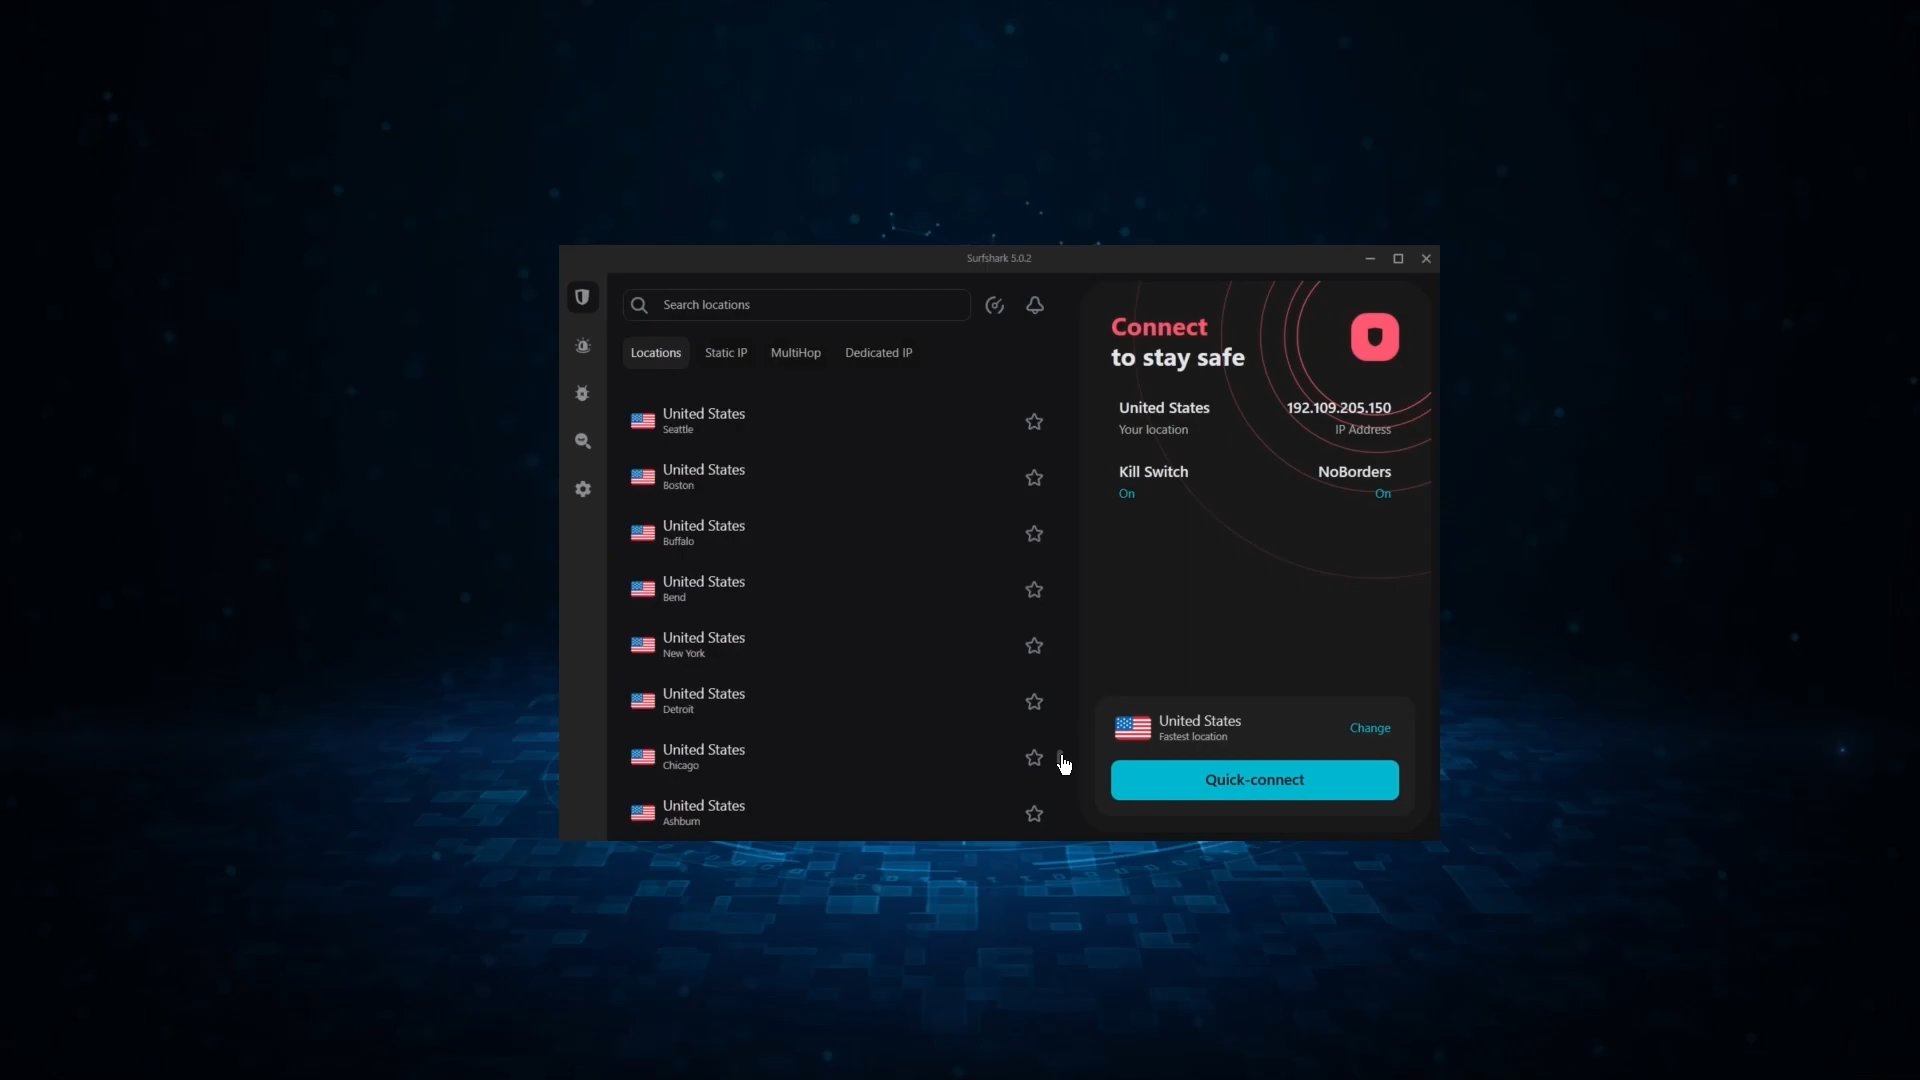 Surfshark 5.0.2
Search locations
Locations
Static IP
MultiHop
Dedicated IP
United States
Seattle
United States
Boston
United States
Buffalo
United States
Bend
United States
New York
United States
Detroit
United States
Chicago
United States
Ashburn
Connect
to stay safe
United States
Your location
192.109.205.150
IP Address
Kill Switch
On
NoBorders
On
United States
Fastest location
Change
Quick-connect